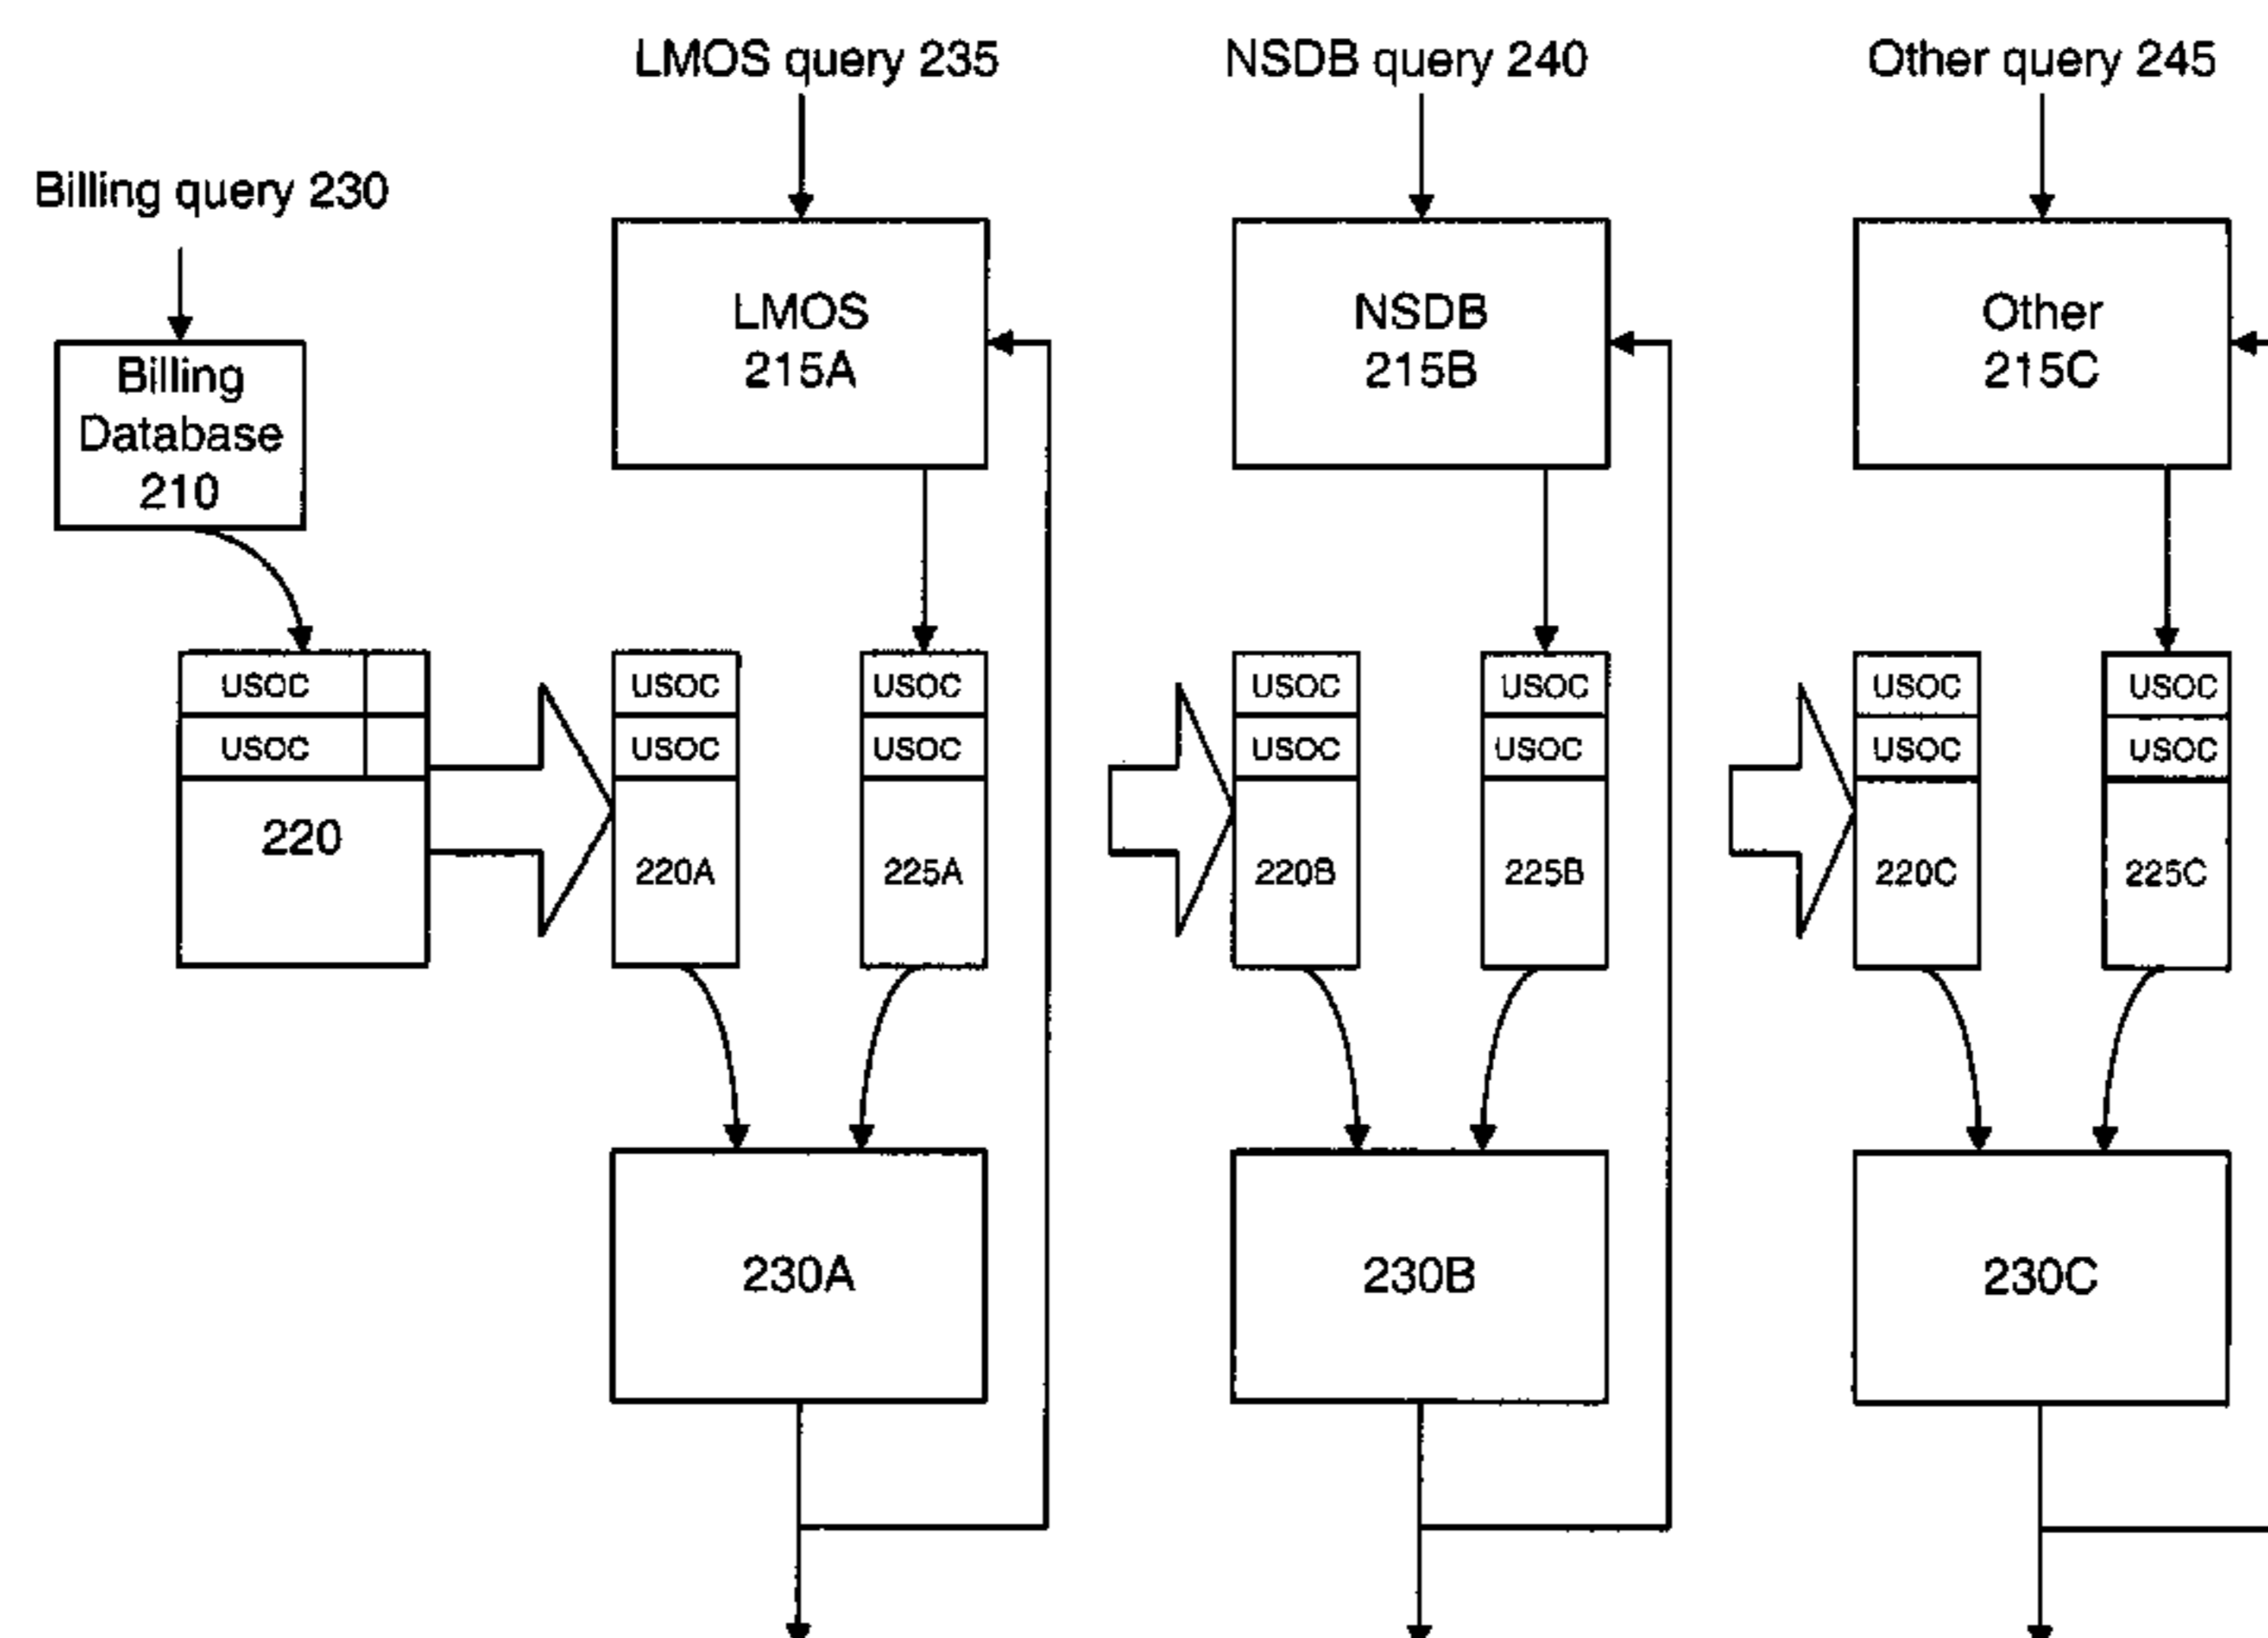 LMOS query 235
NSDB query 240
Other query 245
Billing query 230
LMOS
215A
NSDB
215B
Other
215C
Billing
Database
210
USOC
USOC
220
USOC
USOC
220A
USOC
USOC
225A
USOC
USOC
220B
USOC
USOC
225B
USOC
USOC
220C
USOC
USOC
225C
230A
230B
230C